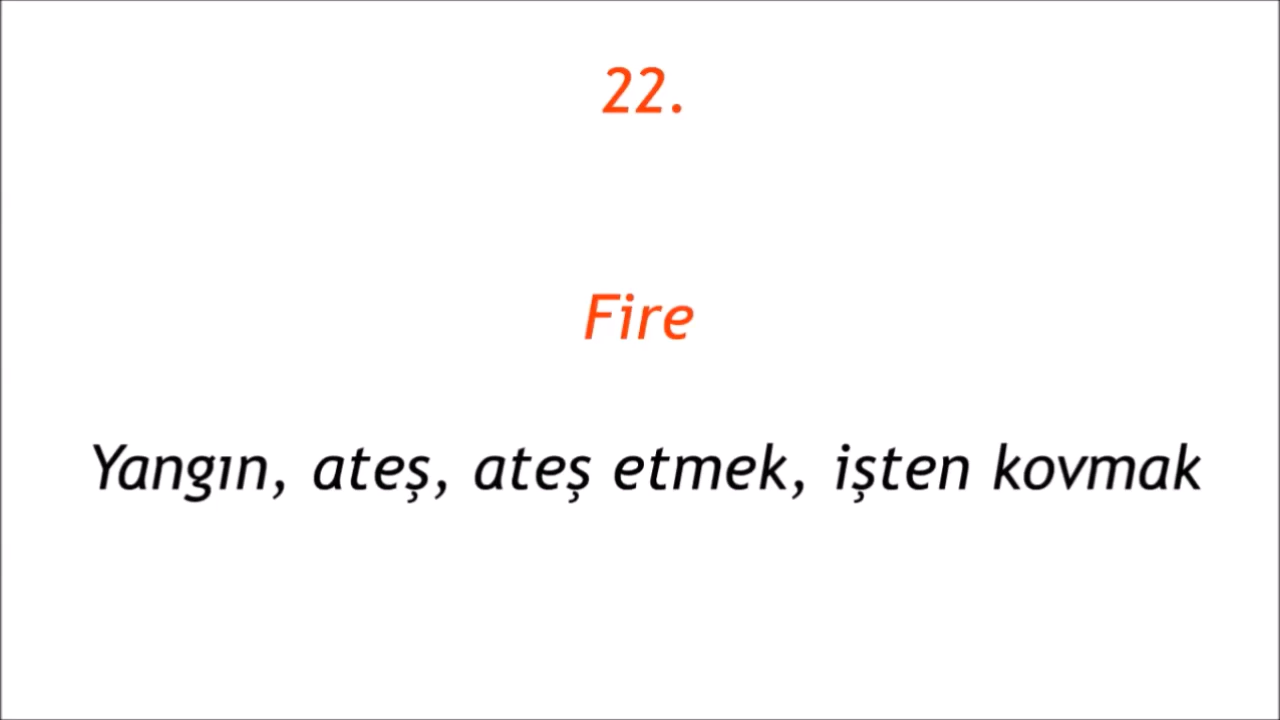 22.
Fire
Yangın, ateş, ateş etmek, işten kovmak